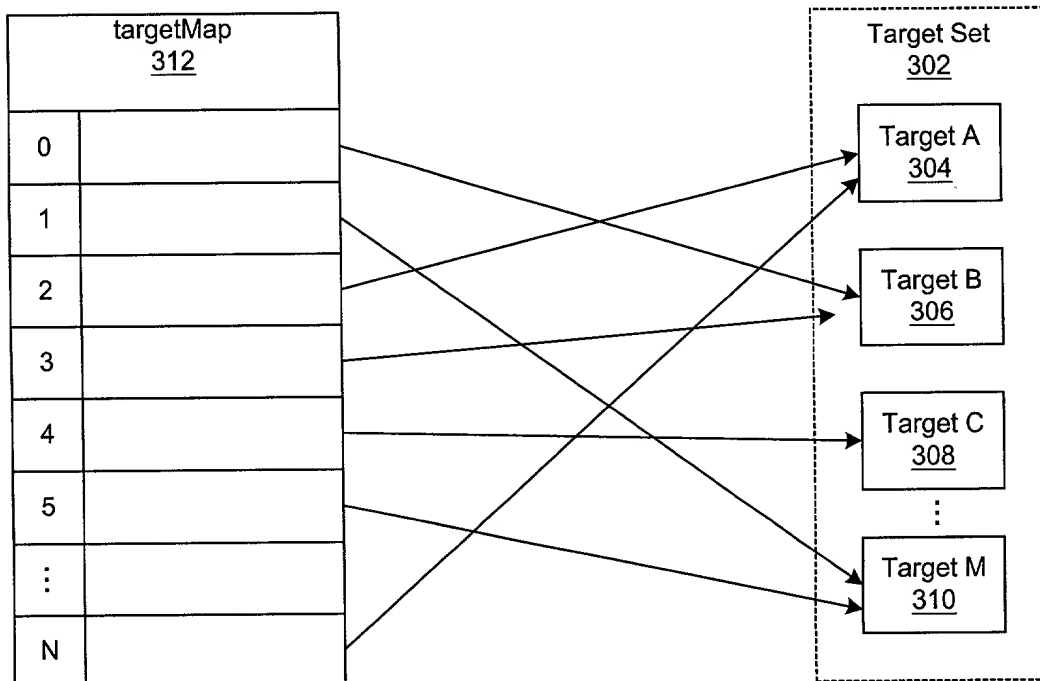 targetMap
312
0
1
2
3
4
5
⋮
N
Target Set
302
Target A
304
Target B
306
Target C
308
⋮
Target M
310